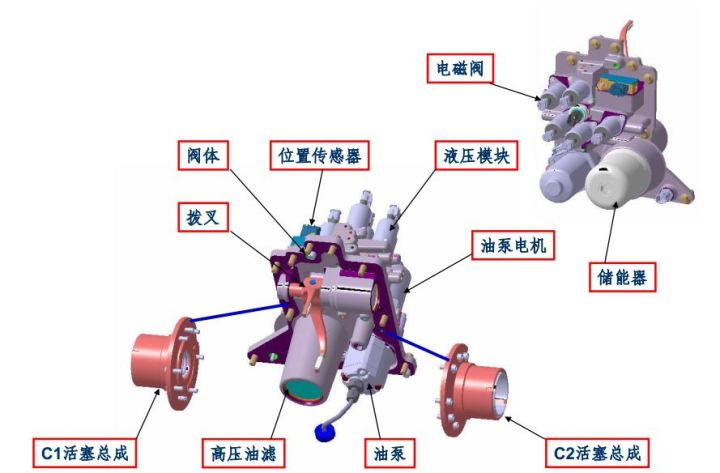 电磁阀
阀体
位置传感器
液压模块
拨叉
油泵电机
储能器
C1活塞总成
高压油滤
油泵
C2活塞总成